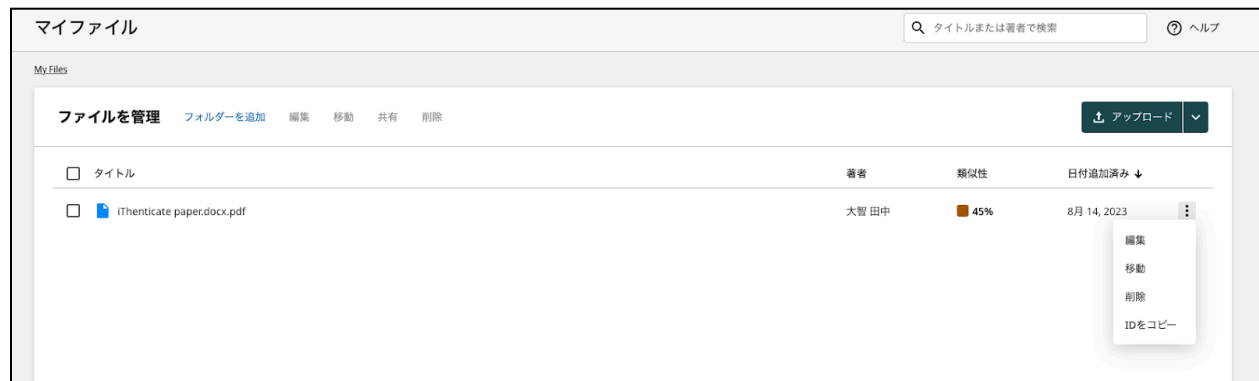 マイファイル タイトルまたは著者で検索 ヘルプ
My Files
ファイルを管理 フォルダーを追加 編集 移動 共有 削除 アップロード
タイトル 著者 類似性 日付追加済み
iThenticate paper.docx.pdf 大智 田中 45% 8月 14, 2023
編集
移動
削除
IDをコピー